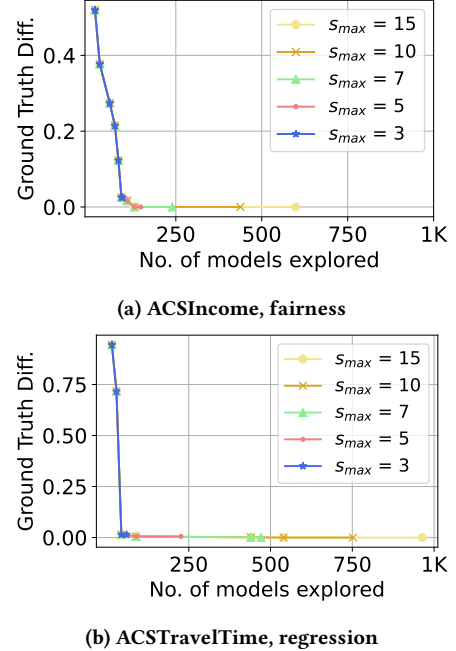 0.4
0.2
0.0
Ground Truth Diff.
s_max = 15
s_max = 10
s_max = 7
s_max = 5
s_max = 3
250 500 750 1K
No. of models explored
(a) ACSIncome, fairness
0.75
0.50
0.25
0.00
Ground Truth Diff.
s_max = 15
s_max = 10
s_max = 7
s_max = 5
s_max = 3
250 500 750 1K
No. of models explored
(b) ACSTravelTime, regression